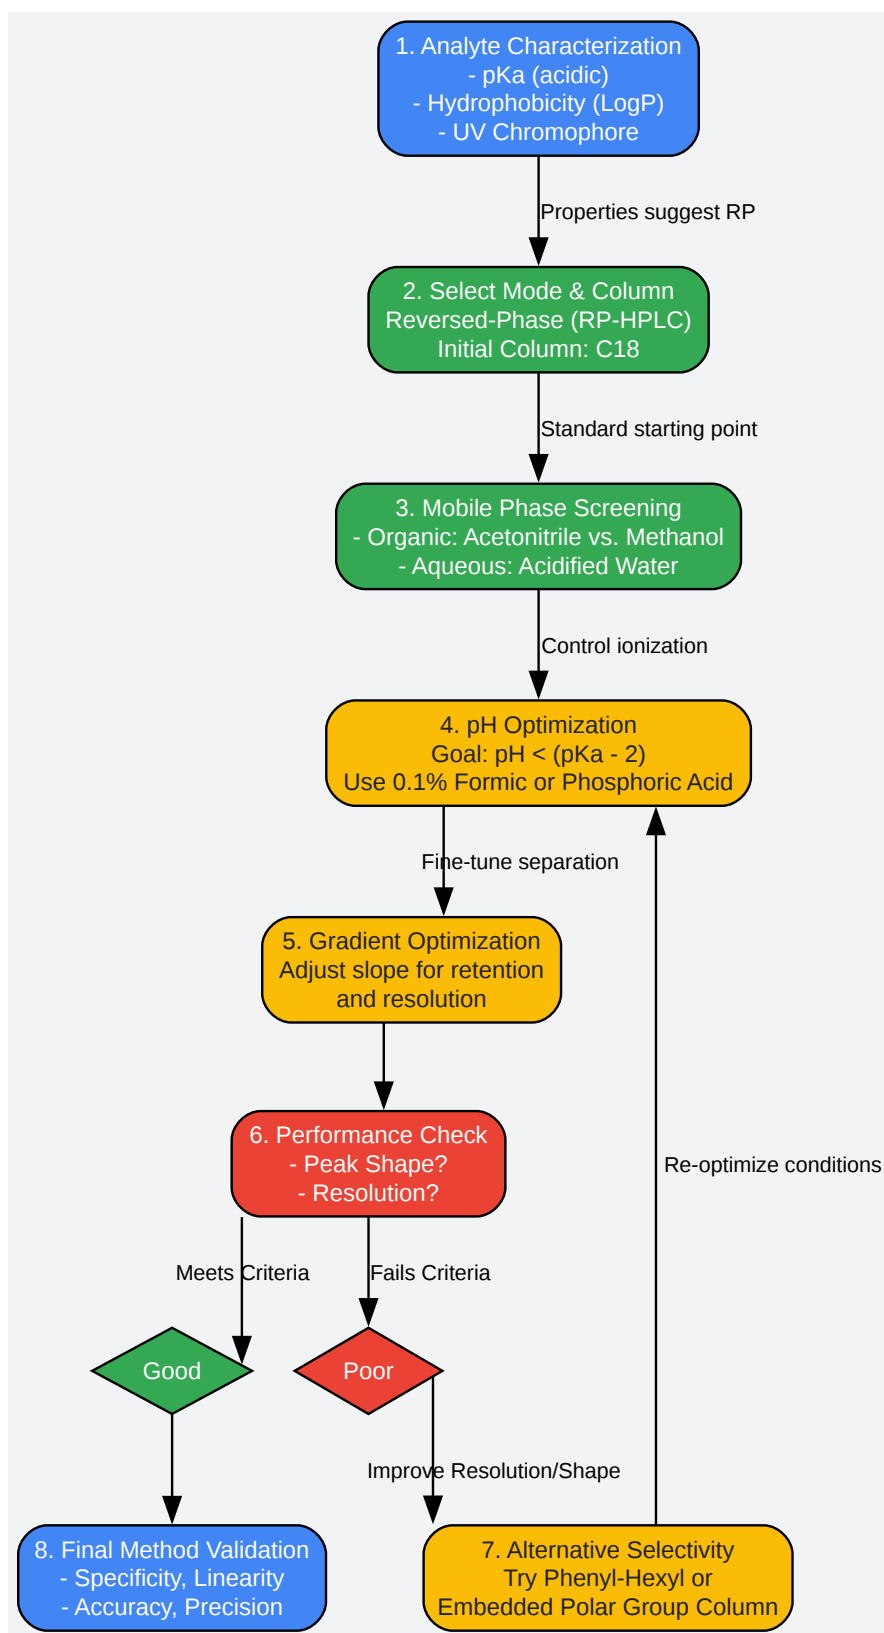 1. Analyte Characterization
- pKa (acidic)
- Hydrophobicity (LogP)
- UV Chromophore
Properties suggest RP
2. Select Mode & Column
Reversed-Phase (RP-HPLC)
Initial Column: C18
Standard starting point
3. Mobile Phase Screening
- Organic: Acetonitrile vs. Methanol
- Aqueous: Acidified Water
Control ionization
4. pH Optimization
Goal: pH < (pKa - 2)
Use 0.1% Formic or Phosphoric Acid
Fine-tune separation
5. Gradient Optimization
Adjust slope for retention
and resolution
6. Performance Check
- Peak Shape?
- Resolution?
Re-optimize conditions
Meets Criteria
Fails Criteria
Good
Poor
Improve Resolution/Shape
8. Final Method Validation
- Specificity, Linearity
- Accuracy, Precision
7. Alternative Selectivity
Try Phenyl-Hexyl or
Embedded Polar Group Column